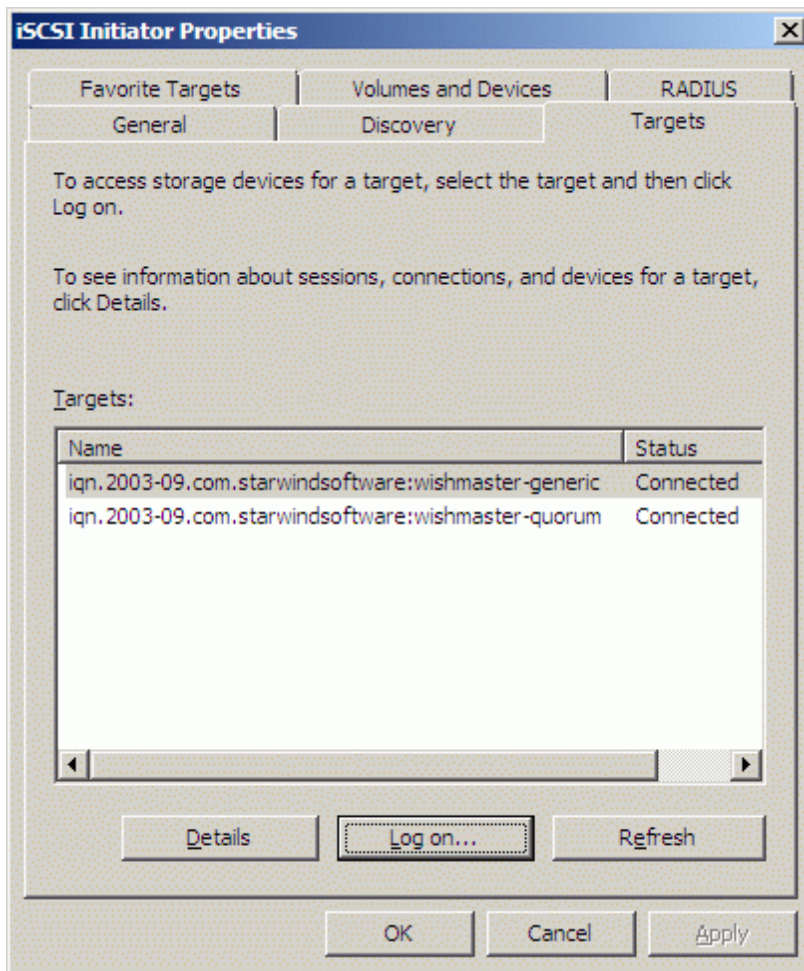 iSCSI Initiator Properties
Favorite Targets Volumes and Devices RADIUS
General Discovery Targets
To access storage devices for a target, select the target and then click
Log on.
To see information about sessions, connections, and devices for a target,
click Details.
Targets:
Name Status
iqn.2003-09.com.starwindsoftware:wishmaster-generic Connected
iqn.2003-09.com.starwindsoftware:wishmaster-quorum Connected
Details Log on... Refresh
OK Cancel Apply